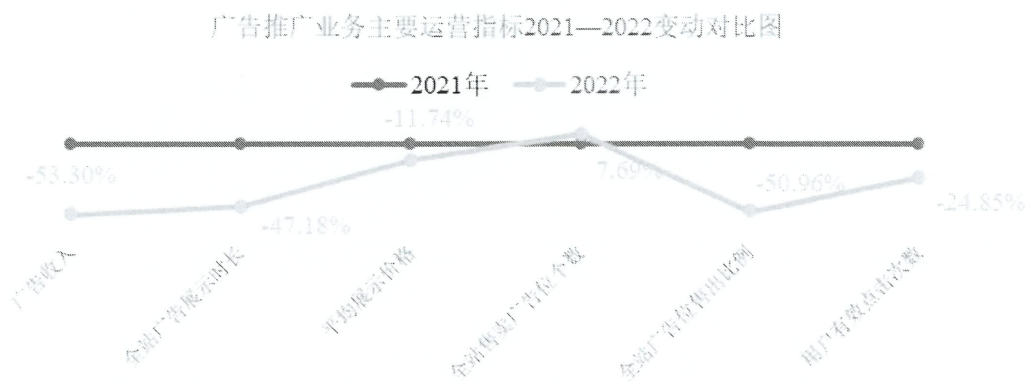 广告推广业务主要运营指标2021—2022变动对比图
2021年
2022年
-11.74%
-53.30%
7.69%
-50.96%
-24.85%
-47.18%
广告收入
全站广告展示时长
平均展示价格
全站售卖广告位个数
全站广告位售出比例
用户有效点击次数